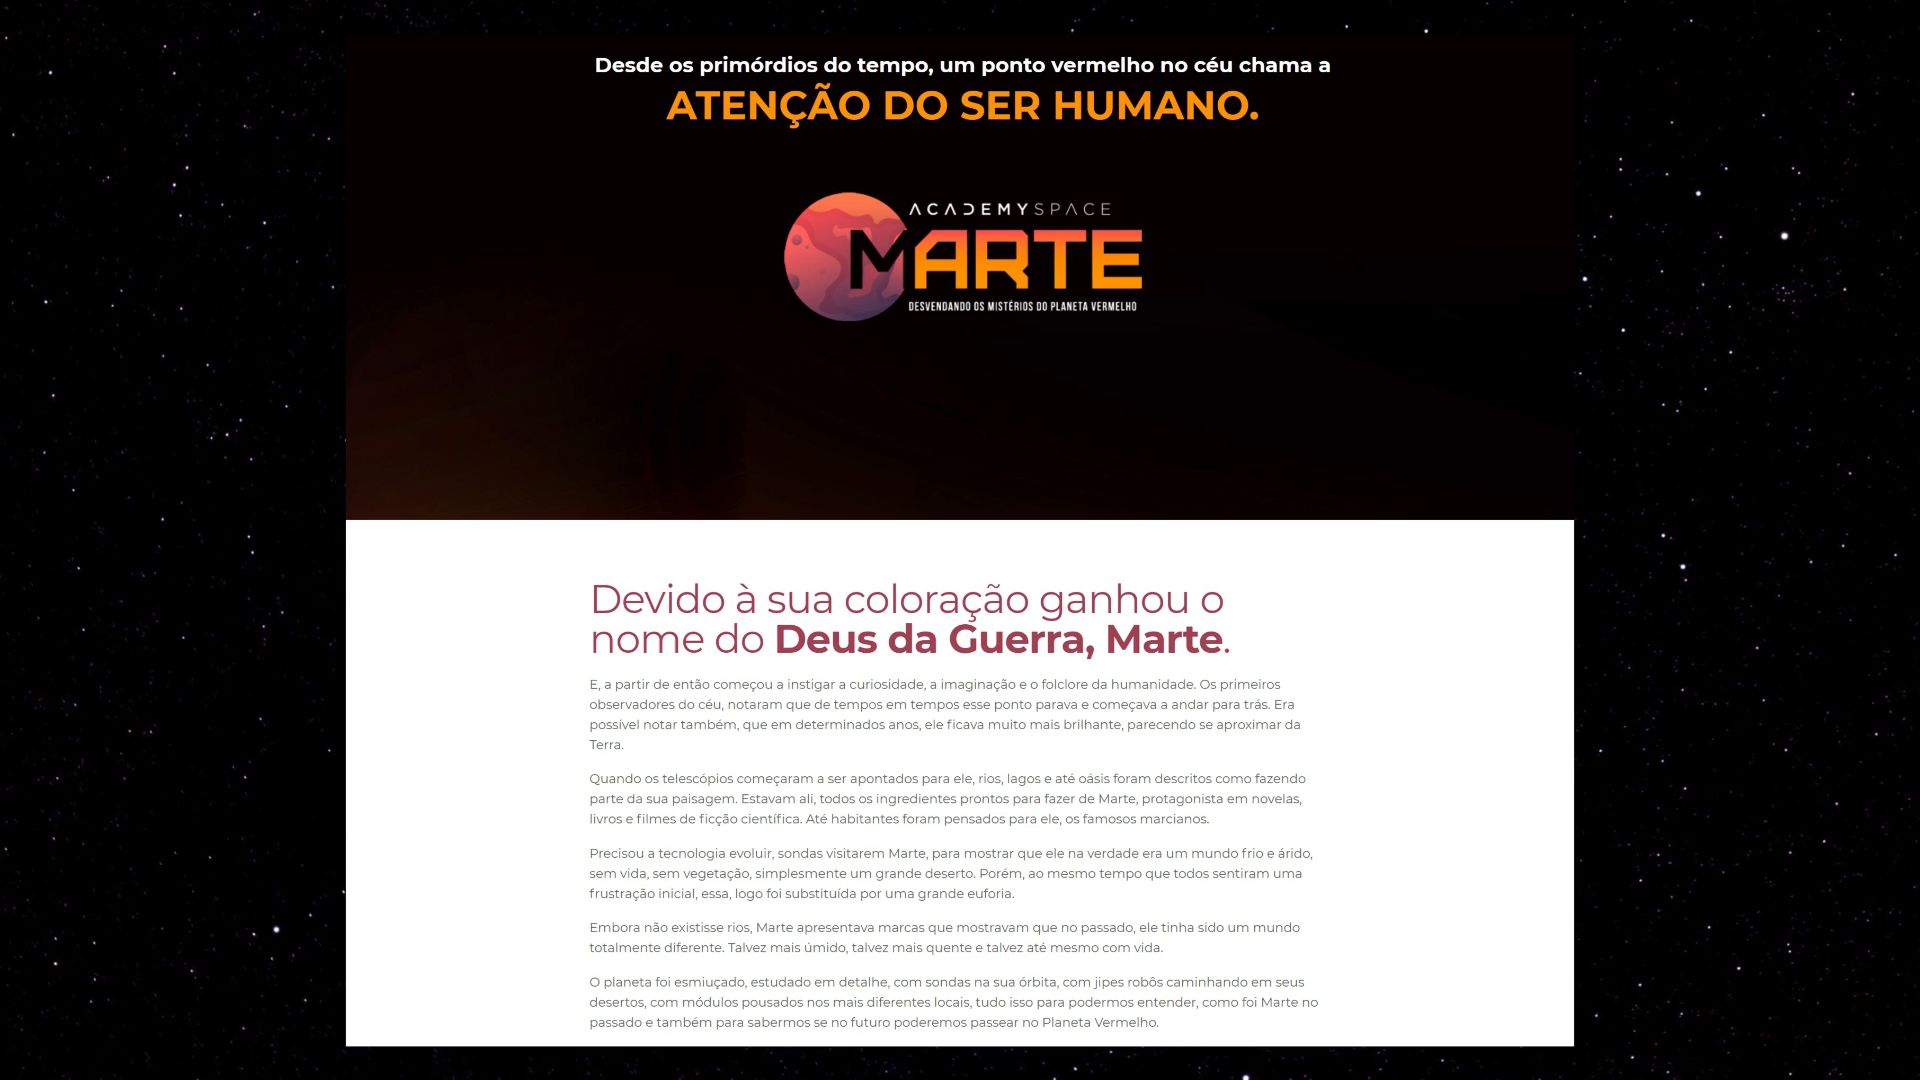 Desde os primórdios do tempo, um ponto vermelho no céu chama a
ATENÇÃO DO SER HUMANO.
ACADEMYSPACE
MARTE
DESVENDANDO OS MISTÉRIOS DO PLANETA VERMELHO
Devido à sua coloração ganhou o
nome do Deus da Guerra, Marte.
E, a partir de então começou a instigar a curiosidade, a imaginação e o folclore da humanidade. Os primeiros
observadores do céu, notaram que de tempos em tempos esse ponto parava e começava a andar para trás. Era
possível notar também, que em determinados anos, ele ficava muito mais brilhante, parecendo se aproximar da
Terra.
Quando os telescópios começaram a ser apontados para ele, rios, lagos e até oásis foram descritos como fazendo
parte da sua paisagem. Estavam ali, todos os ingredientes prontos para fazer de Marte, protagonista em novelas,
livros e filmes de ficção científica. Até habitantes foram pensados para ele, os famosos marcianos.
Precisou a tecnologia evoluir, sondas visitarem Marte, para mostrar que ele na verdade era um mundo frio e árido,
sem vida, sem vegetação, simplesmente um grande deserto. Porém, ao mesmo tempo que todos sentiram uma
frustração inicial, essa, logo foi substituída por uma grande euforia.
Embora não existisse rios, Marte apresentava marcas que mostravam que no passado, ele tinha sido um mundo
totalmente diferente. Talvez mais úmido, talvez mais quente e talvez até mesmo com vida.
O planeta foi esmiuçado, estudado em detalhe, com sondas na sua órbita, com jipes robôs caminhando em seus
desertos, com módulos pousados nos mais diferentes locais, tudo isso para podermos entender, como foi Marte no
passado e também para sabermos se no futuro poderemos passear no Planeta Vermelho.